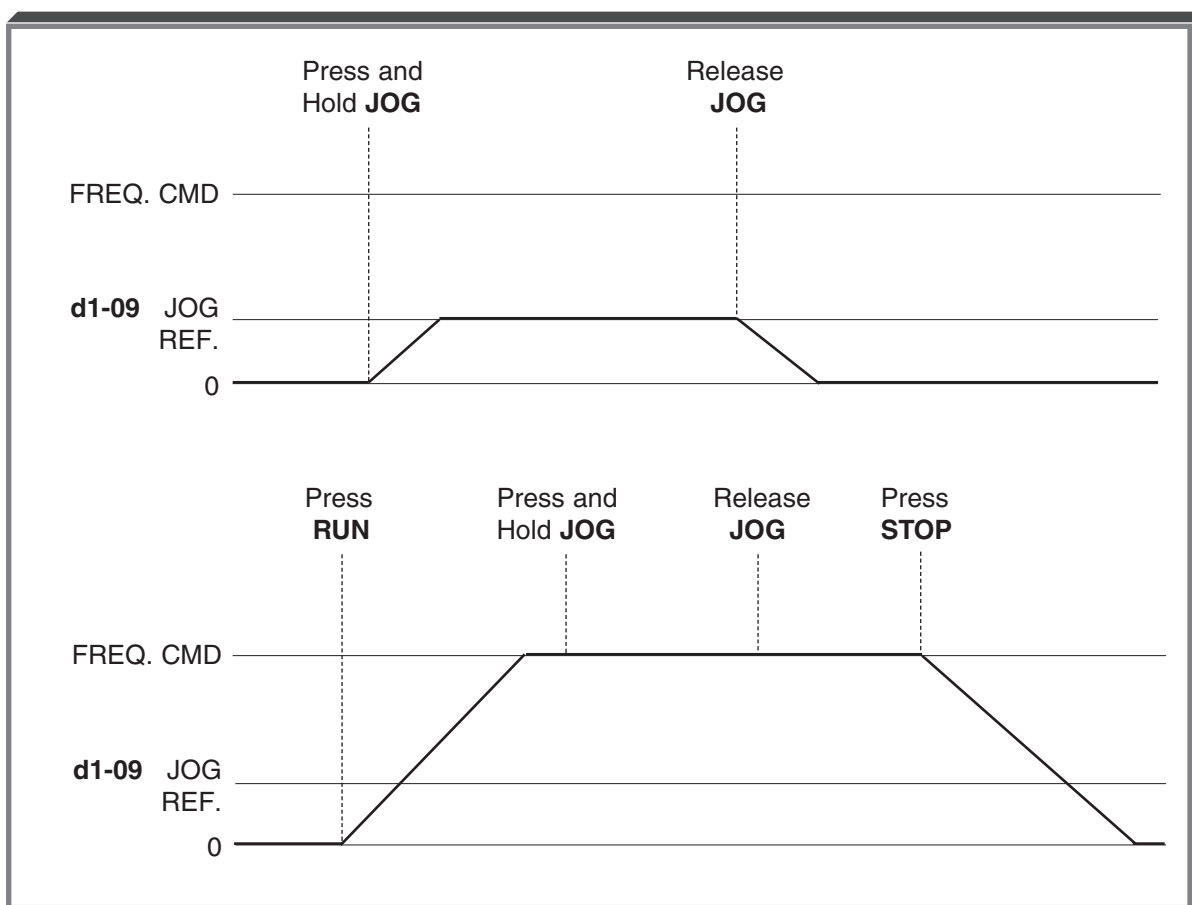 Press and
Hold JOG
Release
JOG
FREQ. CMD
d1-09 JOG
REF.
0
Press
RUN
Press and
Hold JOG
Release
JOG
Press
STOP
FREQ. CMD
d1-09 JOG
REF.
0